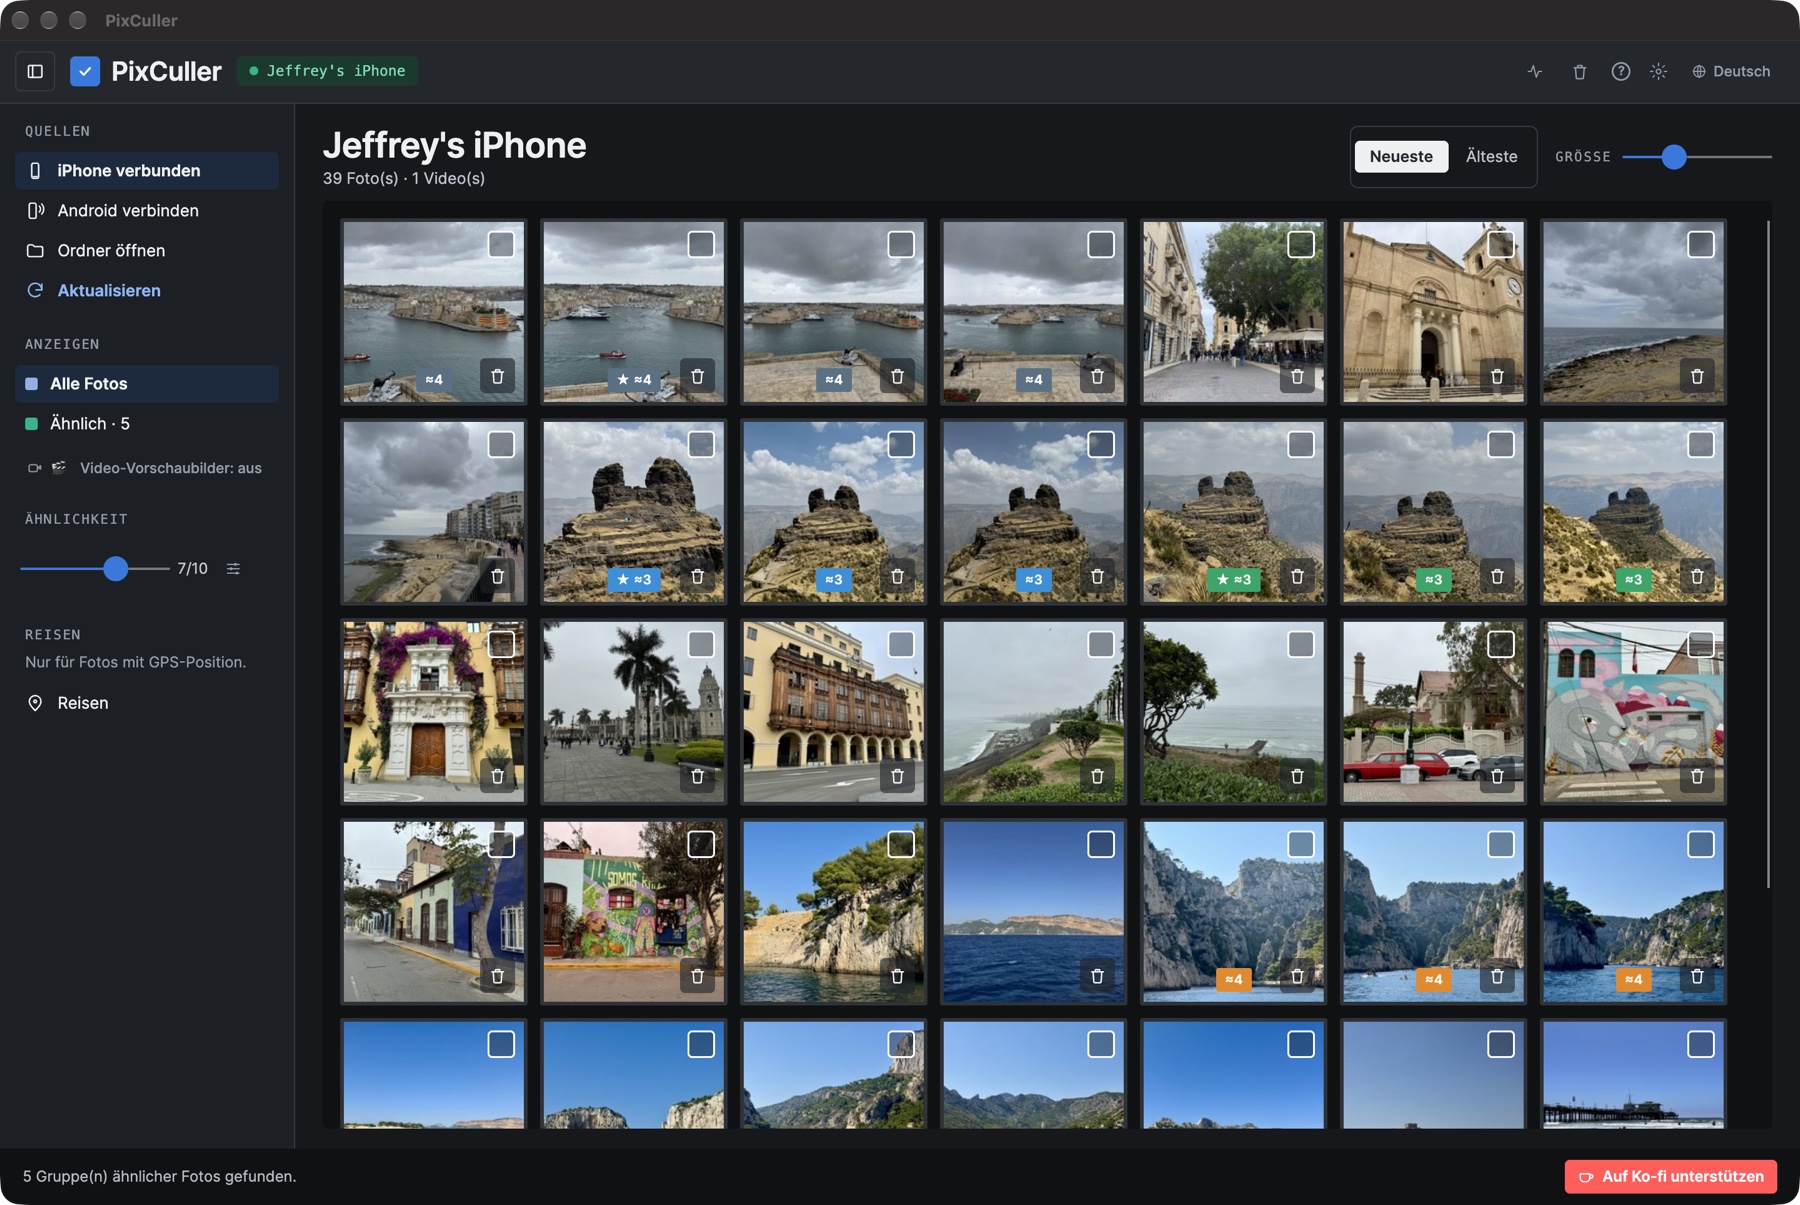 PixCuller
PixCuller
Jeffrey's iPhone
Deutsch
QUELLEN
iPhone verbunden
Android verbinden
Ordner öffnen
Aktualisieren
ANZEIGEN
Alle Fotos
Ähnlich · 5
Video-Vorschaubilder: aus
ÄHNLICHKEIT
7/10
REISEN
Nur für Fotos mit GPS-Position.
Reisen
Jeffrey's iPhone
39 Foto(s) · 1 Video(s)
Neueste
Älteste
GRÖSSE
≈4
★ ≈4
≈4
≈4
★ ≈3
≈3
≈3
★ ≈3
≈3
≈3
SOMOS
≈4
≈4
≈4
5 Gruppe(n) ähnlicher Fotos gefunden.
Auf Ko-fi unterstützen